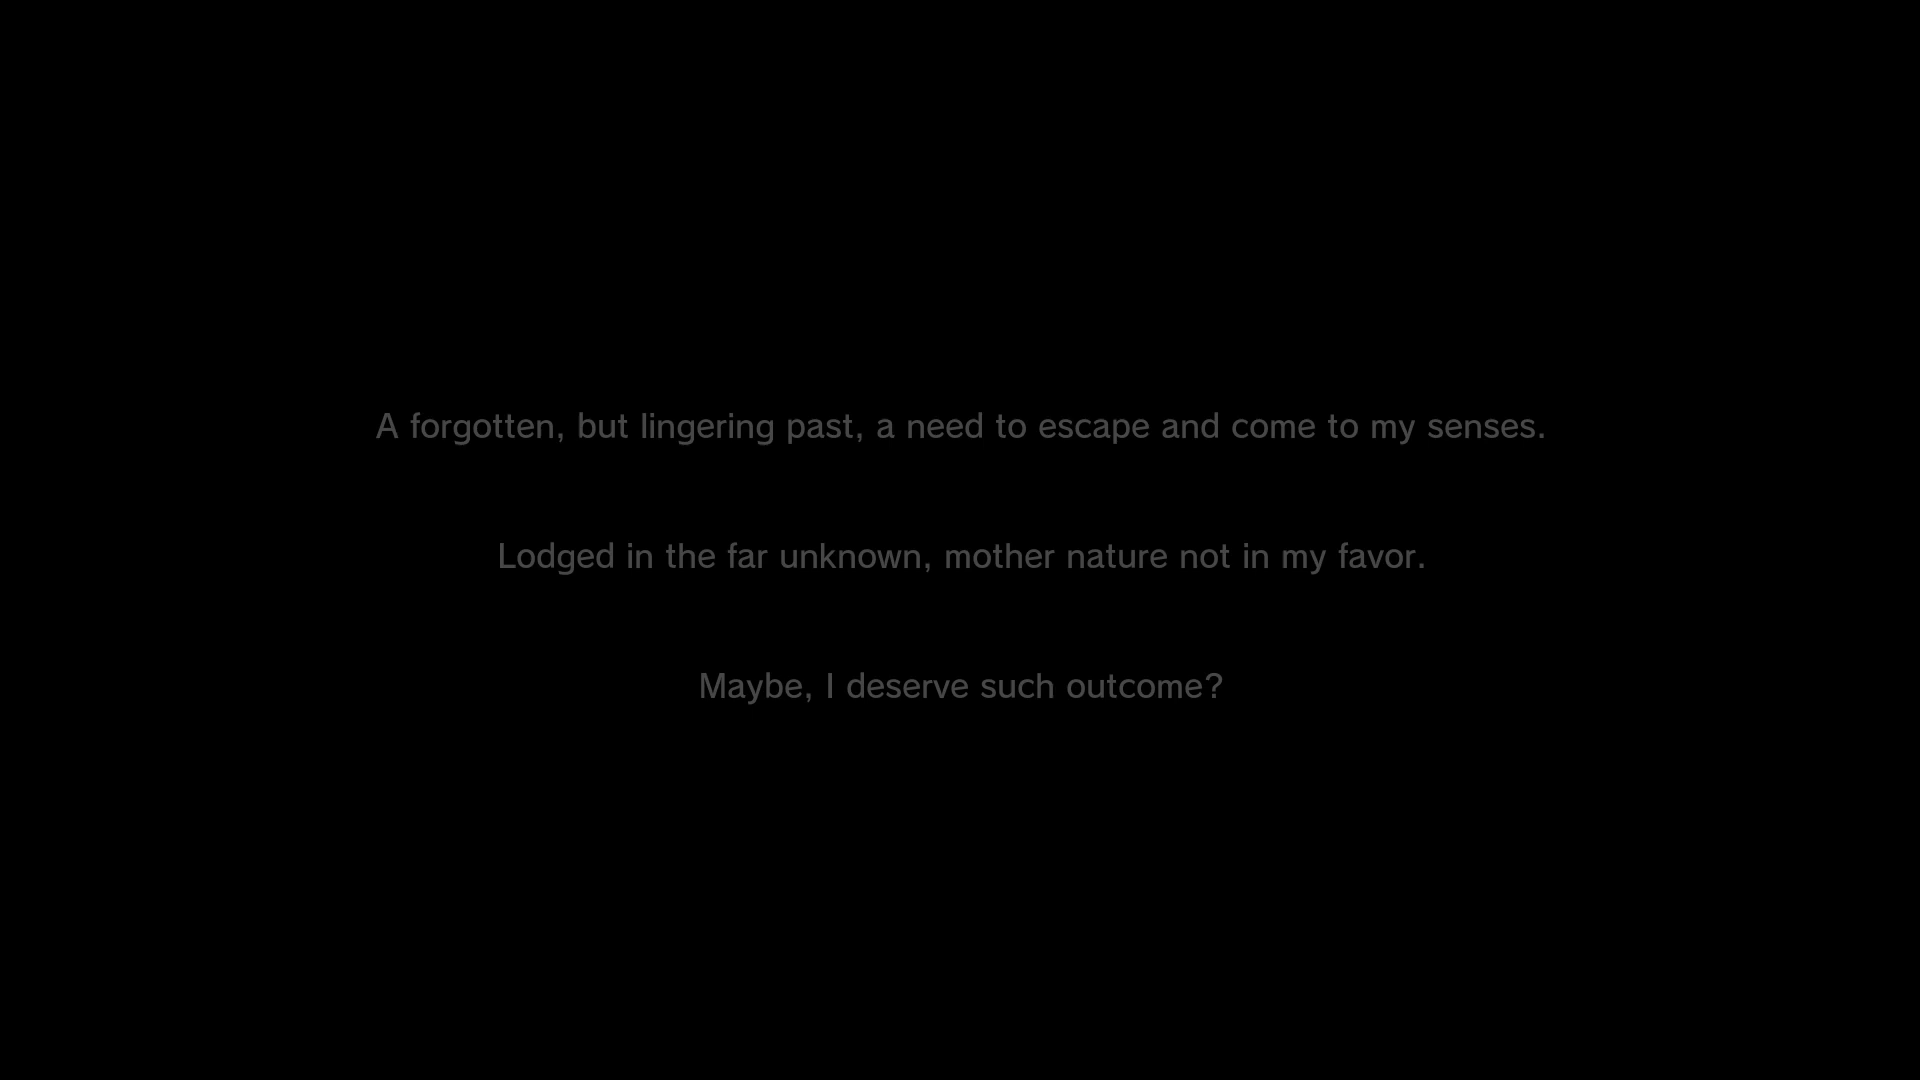 A forgotten, but lingering past, a need to escape and come to my senses.
Lodged in the far unknown, mother nature not in my favor.
Maybe, I deserve such outcome?